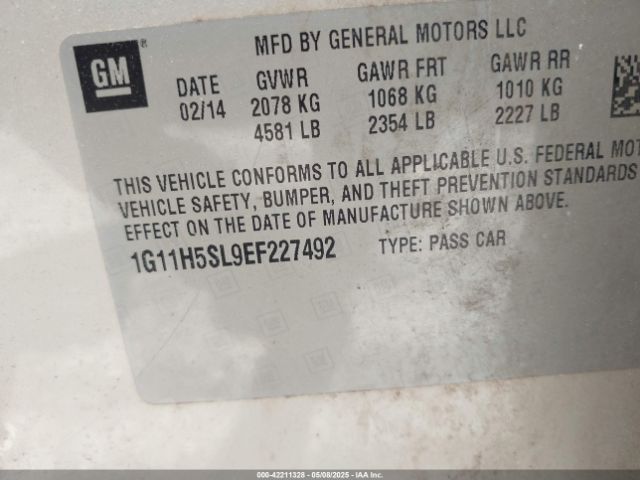 GM
®
MFD BY GENERAL MOTORS LLC
DATE GVWR GAWR FRT GAWR RR
02/14 2078 KG 1068 KG 1010 KG
4581 LB 2354 LB 2227 LB
THIS VEHICLE CONFORMS TO ALL APPLICABLE U.S. FEDERAL MOT
VEHICLE SAFETY, BUMPER, AND THEFT PREVENTION STANDARDS
EFFECT ON THE DATE OF MANUFACTURE SHOWN ABOVE.
1G11H5SL9EF227492 TYPE: PASS CAR
000-42211328 | 05/08/2025 | IAA Inc.